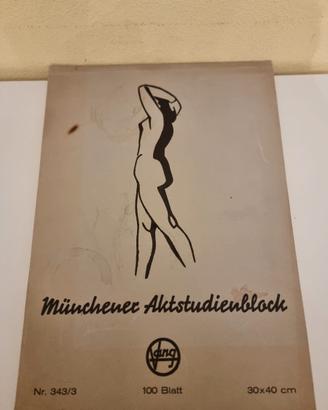 Münchener Aktstudienblock
Nr. 343/3 100 Blatt 30x40 cm